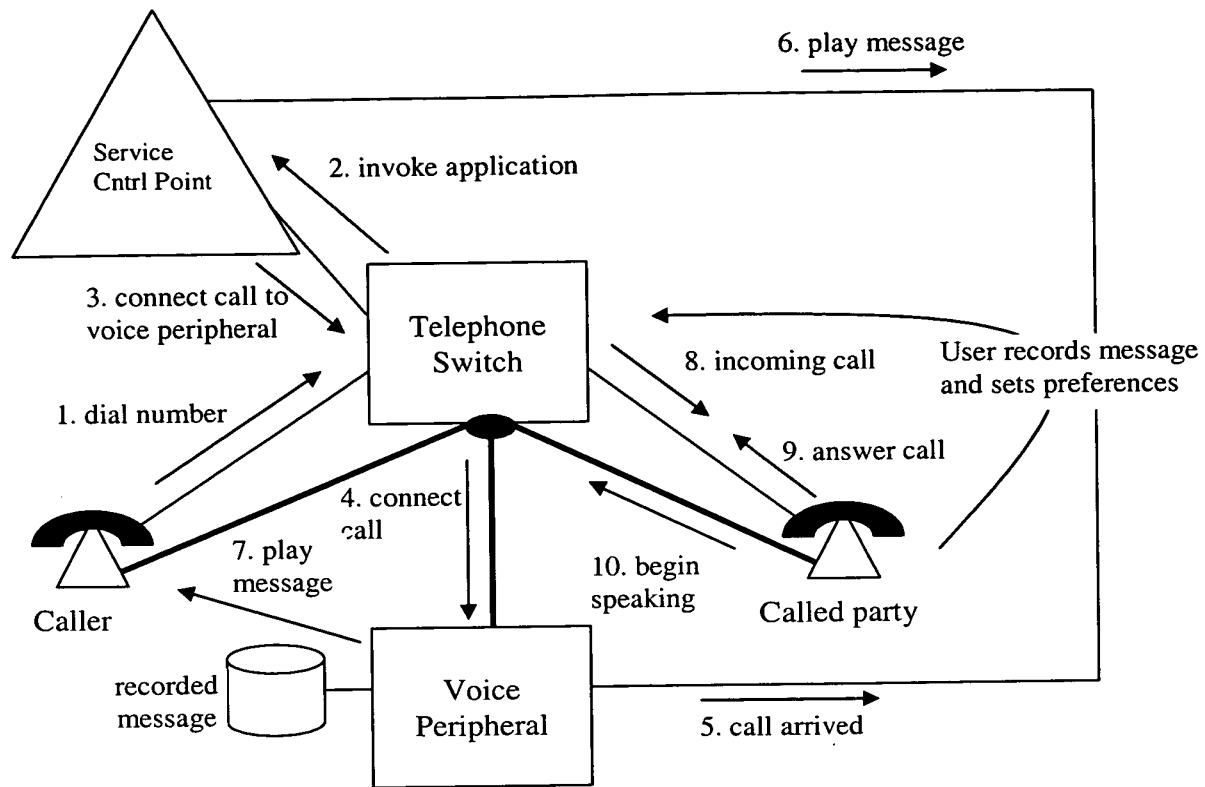 6. play message
Service
Cntrl Point
2. invoke application
3. connect call to
voice peripheral
Telephone
Switch
8. incoming call
User records message
and sets preferences
1. dial number
9. answer call
4. connect
call
7. play
message
10. begin
speaking
Caller
Called party
recorded
message
Voice
Peripheral
5. call arrived